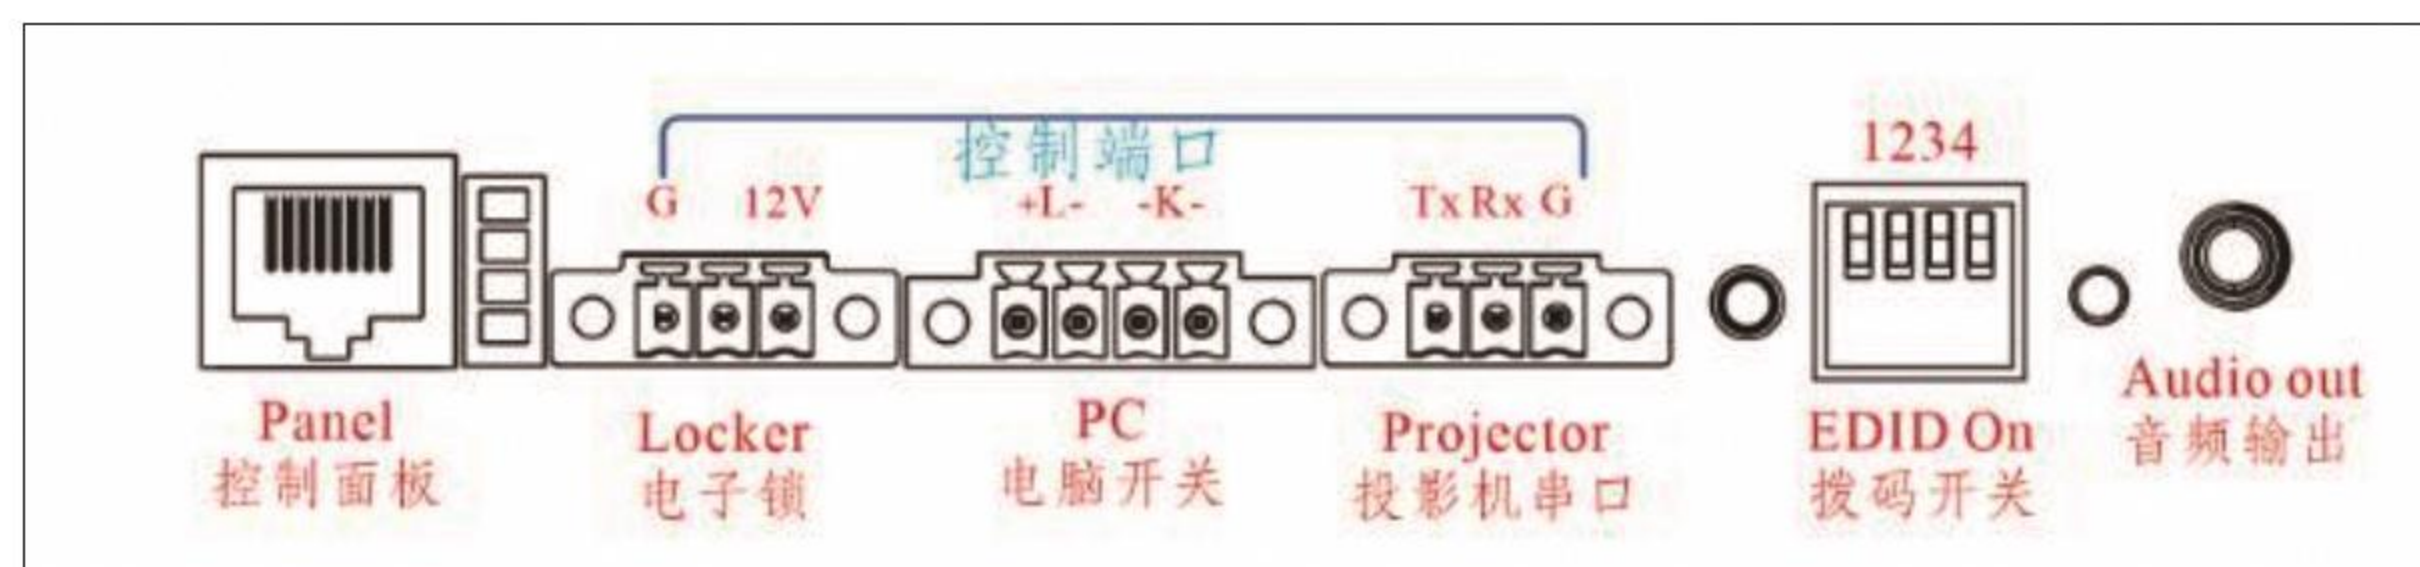 控制端口
G 12V +L- -K- Tx Rx G
1234
Panel
控制面板
Locker
电子锁
PC
电脑开关
Projector
投影机串口
EDID On
拨码开关
Audio out
音频输出